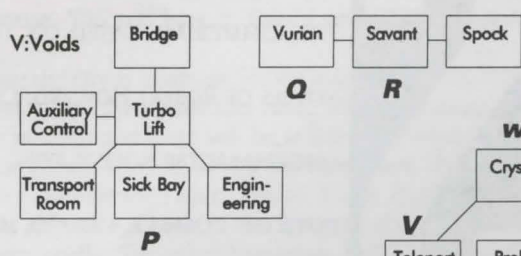 V:Voids
Bridge
Vurian
Savant
Spock
Q
R
Auxiliary
Control
Turbo
Lift
W
Transport
Room
Sick Bay
Engin-
eering
V
P